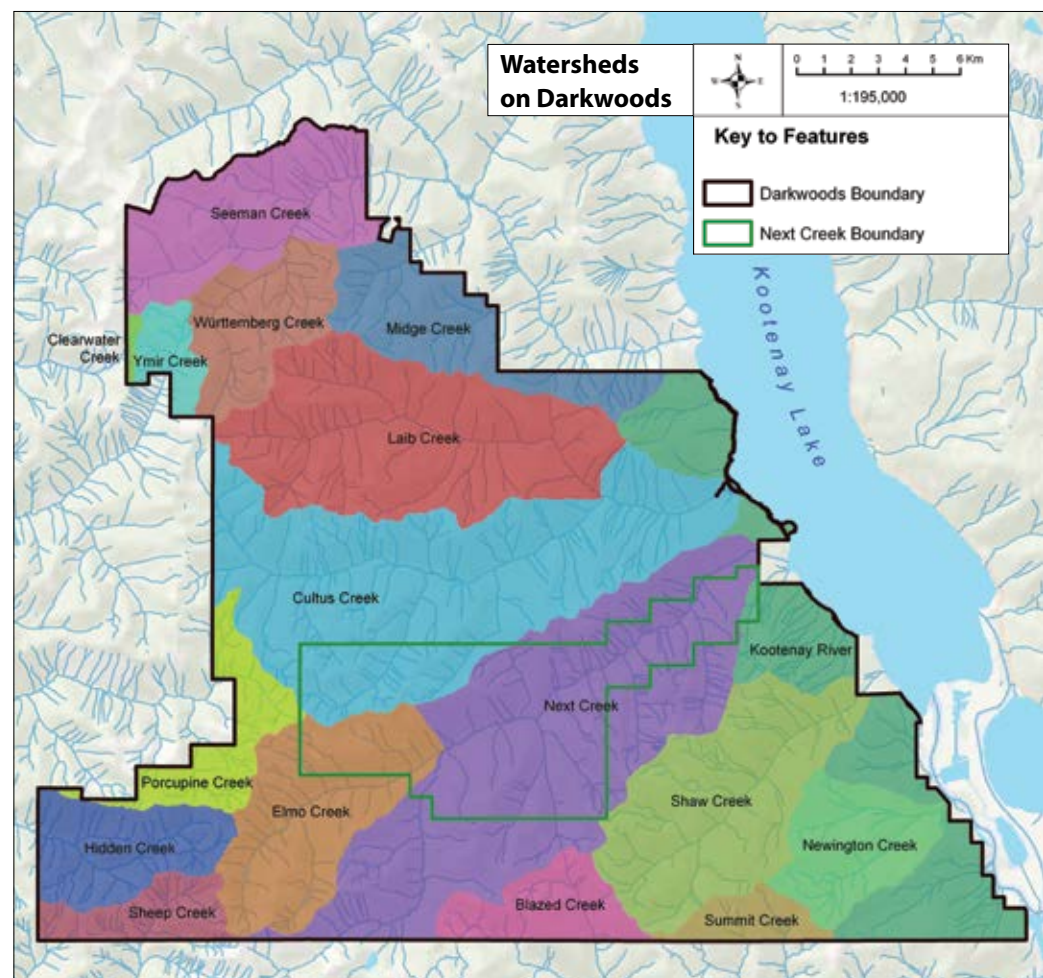 Watersheds
on Darkwoods
N
W E
S
0 1 2 3 4 5 6 Km
1:195,000
Key to Features
Darkwoods Boundary
Next Creek Boundary
Kootenay Lake
Seeman Creek
Württemberg Creek
Midge Creek
Clearwater
Creek
Ymir Creek
Laib Creek
Cultus Creek
Kootenay River
Next Creek
Porcupine Creek
Elmo Creek
Shaw Creek
Hidden Creek
Newington Creek
Sheep Creek
Blazed Creek
Summit Creek